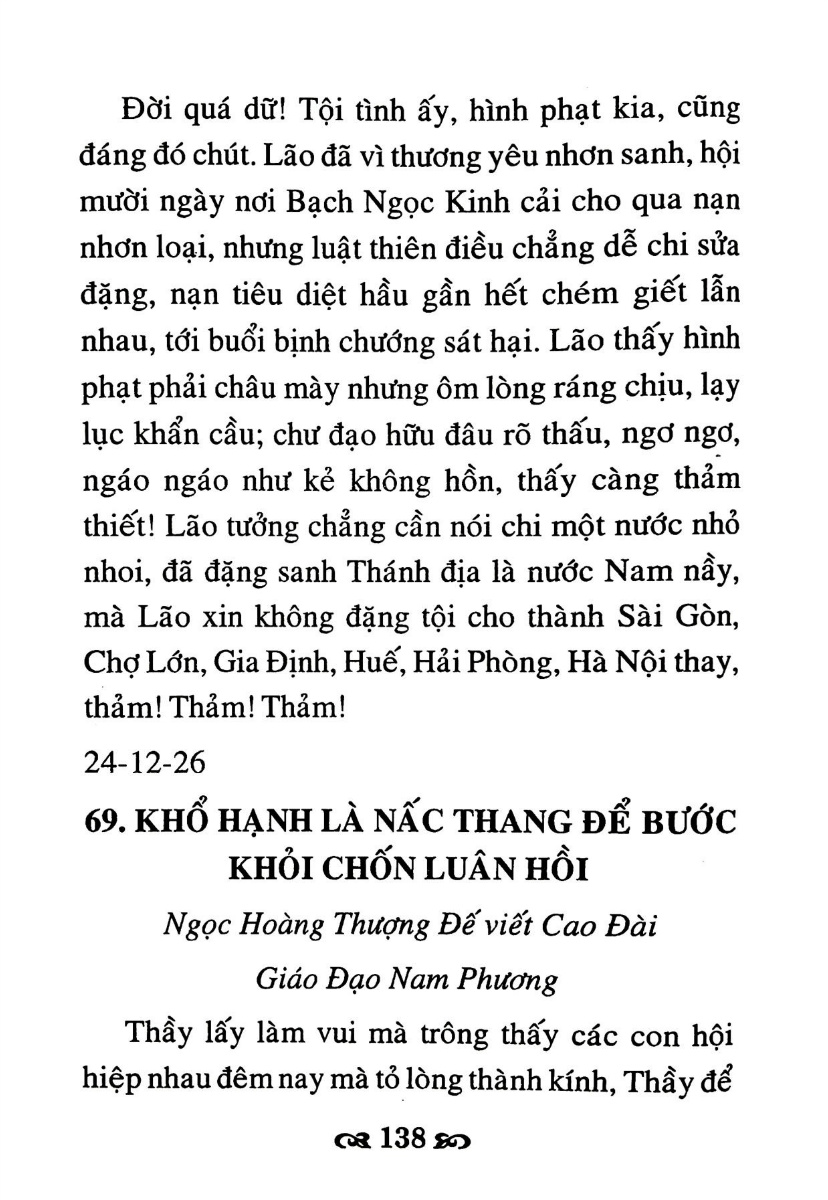 Đời quá dữ! Tội tình ấy, hình phạt kia, cũng
đáng đó chút. Lão đã vì thương yêu nhơn sanh, hội
mười ngày nơi Bạch Ngọc Kinh cải cho qua nạn
nhơn loại, nhưng luật thiên điều chẳng dễ chi sửa
đặng, nạn tiêu diệt hầu gần hết chém giết lẫn
nhau, tới buổi bịnh chướng sát hại. Lão thấy hình
phạt phải châu mày nhưng ôm lòng ráng chịu, lạy
lục khẩn cầu; chư đạo hữu đâu rõ thấu, ngơ ngơ,
ngáo ngáo như kẻ không hồn, thấy càng thảm
thiết! Lão tưởng chẳng cần nói chi một nước nhỏ
nhoi, đã đặng sanh Thánh địa là nước Nam nầy,
mà Lão xin không đặng tội cho thành Sài Gòn,
Chợ Lớn, Gia Định, Huế, Hải Phòng, Hà Nội thay,
thảm! Thảm! Thảm!
24-12-26
69. KHỔ HẠNH LÀ NẤC THANG ĐỂ BƯỚC
KHỎI CHỐN LUÂN HỒI
Ngọc Hoàng Thượng Đế viết Cao Đài
Giáo Đạo Nam Phương
Thầy lấy làm vui mà trông thấy các con hội
hiệp nhau đêm nay mà tỏ lòng thành kính, Thầy để
138